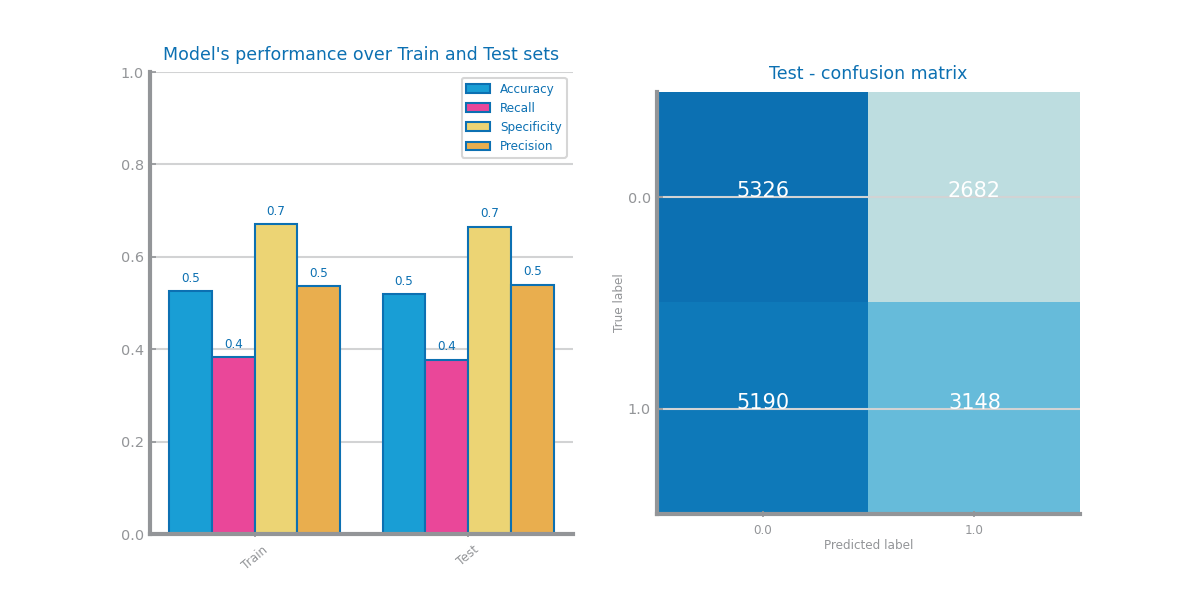 Model's performance over Train and Test sets
1.0
0.8
0.6
0.4
0.2
0.0
Accuracy
Recall
Specificity
Precision
0.5
0.4
0.7
0.5
0.5
0.4
0.7
0.5
Train
Test
Test - confusion matrix
True label
0.0
1.0
5326 2682
5190 3148
0.0 1.0
Predicted label